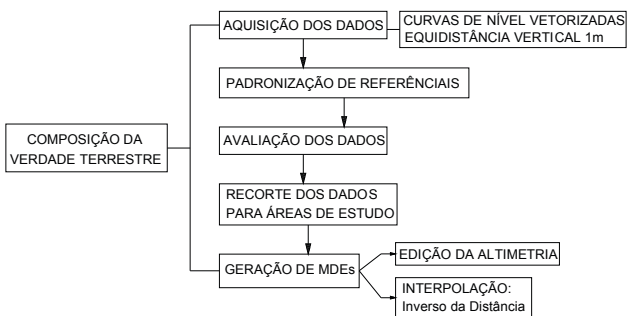 AQUISIÇÃO DOS DADOS
CURVAS DE NÍVEL VETORIZADAS
EQUIDISTÂNCIA VERTICAL 1m
PADRONIZAÇÃO DE REFERÊNCIAIS
COMPOSIÇÃO DA
VERDADE TERRESTRE
AVALIAÇÃO DOS DADOS
RECORTE DOS DADOS
PARA ÁREAS DE ESTUDO
GERAÇÃO DE MDEs
EDIÇÃO DA ALTIMETRIA
INTERPOLAÇÃO:
Inverso da Distância